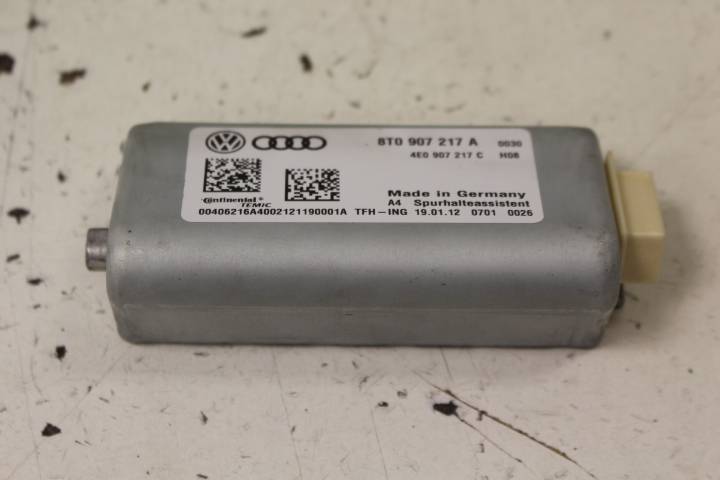 8T0 907 217 A 0030
4E0 907 217 C H08
Made in Germany
Continental® TEMIC
A4 Spurhalteassistent
00406216A4002121190001A TFH-ING 19.01.12 0701 0026